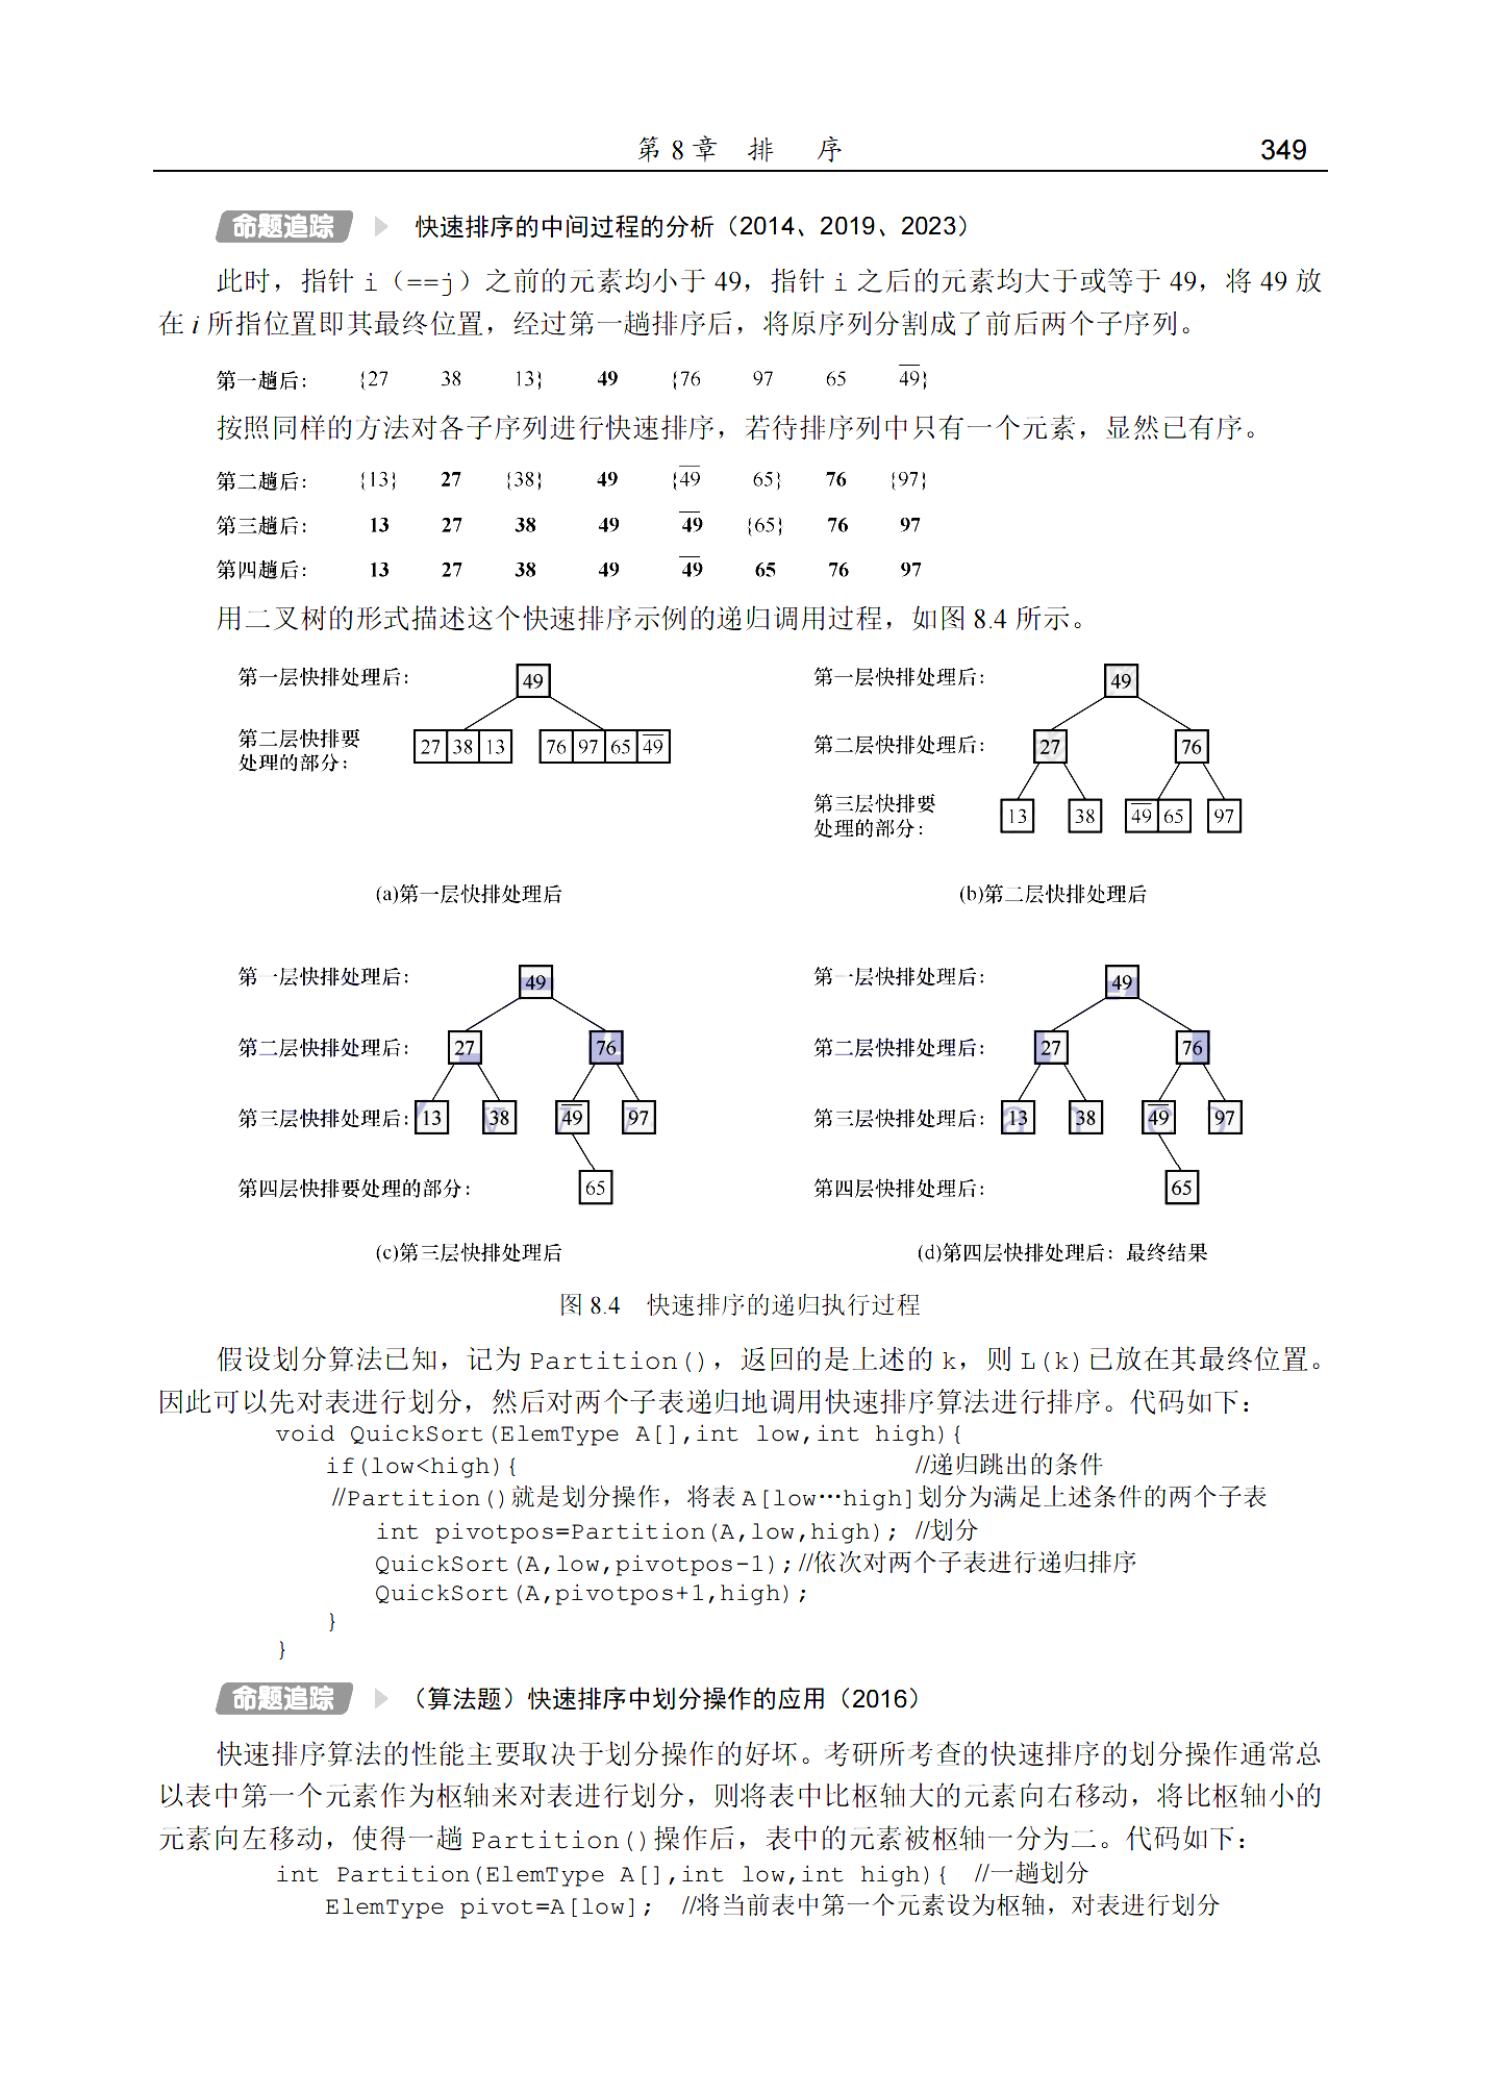 第 8 章 排 序 349
命题追踪 快速排序的中间过程的分析（2014、2019、2023）
此时，指针 i（==j）之前的元素均小于 49，指针 i 之后的元素均大于或等于 49，将 49 放
在 i 所指位置即其最终位置，经过第一趟排序后，将原序列分割成了前后两个子序列。
第一趟后： {27 38 13} 49 {76 97 65 4̅9̅}
按照同样的方法对各子序列进行快速排序，若待排序列中只有一个元素，显然已有序。
第二趟后： {13} 27 {38} 49 {4̅9̅ 65} 76 {97}
第三趟后： 13 27 38 49 4̅9̅ {65} 76 97
第四趟后： 13 27 38 49 4̅9̅ 65 76 97
用二叉树的形式描述这个快速排序示例的递归调用过程，如图 8.4 所示。
第一层快排处理后： 49
第二层快排要
处理的部分： 27 38 13 76 97 65 4̅9̅
(a)第一层快排处理后
第一层快排处理后： 49
第二层快排处理后： 27 76
第三层快排要
处理的部分： 13 38 4̅9̅ 65 97
(b)第二层快排处理后
第一层快排处理后： 49
第二层快排处理后： 27 76
第三层快排处理后： 13 38 4̅9̅ 97
第四层快排要处理的部分： 65
(c)第三层快排处理后
第一层快排处理后： 49
第二层快排处理后： 27 76
第三层快排处理后： 13 38 4̅9̅ 97
第四层快排处理后： 65
(d)第四层快排处理后：最终结果
图 8.4 快速排序的递归执行过程
假设划分算法已知，记为 Partition()，返回的是上述的 k，则 L(k)已放在其最终位置。
因此可以先对表进行划分，然后对两个子表递归地调用快速排序算法进行排序。代码如下：
void QuickSort(ElemType A[],int low,int high){
if(low<high){ //递归跳出的条件
//Partition()就是划分操作，将表 A[low…high]划分为满足上述条件的两个子表
int pivotpos=Partition(A,low,high); //划分
QuickSort(A,low,pivotpos-1);//依次对两个子表进行递归排序
QuickSort(A,pivotpos+1,high);
}
}
命题追踪 （算法题）快速排序中划分操作的应用（2016）
快速排序算法的性能主要取决于划分操作的好坏。考研所考查的快速排序的划分操作通常总
以表中第一个元素作为枢轴来对表进行划分，则将表中比枢轴大的元素向右移动，将比枢轴小的
元素向左移动，使得一趟 Partition()操作后，表中的元素被枢轴一分为二。代码如下：
int Partition(ElemType A[],int low,int high){ //一趟划分
ElemType pivot=A[low]; //将当前表中第一个元素设为枢轴，对表进行划分